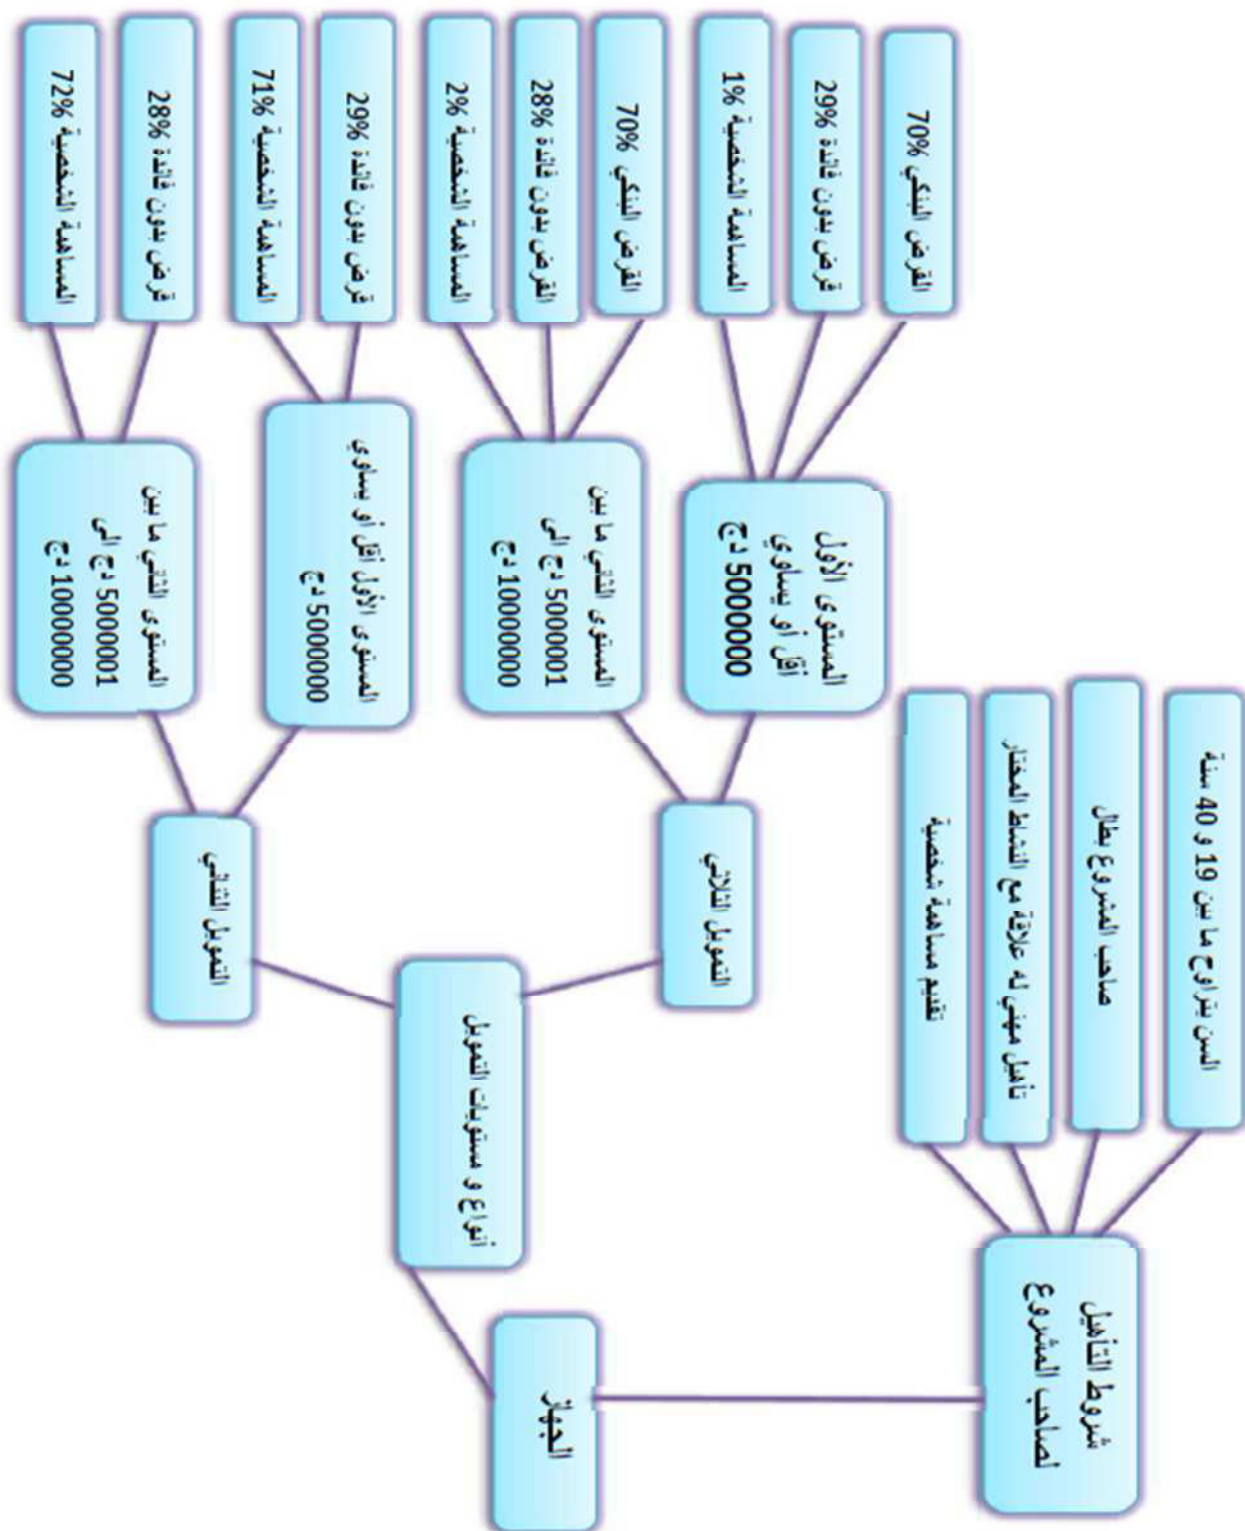 الجهاز
شروط التأهيل
لصاحب المشروع
السن يتراوح ما بين 19 و 40 سنة
صاحب المشروع بطال
تأهيل مهني له علاقة مع النشاط المختار
تقديم مساهمة شخصية
أنواع و مستويات التمويل
التمويل الثلاثي
المستوى الأول
أقل أو يساوي
5000000 دج
القرض البنكي 70%
قرض بدون فائدة 29%
المساهمة الشخصية 1%
المستوى الثاني ما بين
5000001 دج الى
10000000 دج
القرض البنكي 70%
القرض بدون فائدة 28%
المساهمة الشخصية 2%
التمويل الثنائي
المستوى الأول أقل أو يساوي
5000000 دج
قرض بدون فائدة 29%
المساهمة الشخصية 71%
المستوى الثاني ما بين
5000001 دج الى
10000000 دج
قرض بدون فائدة 28%
المساهمة الشخصية 72%